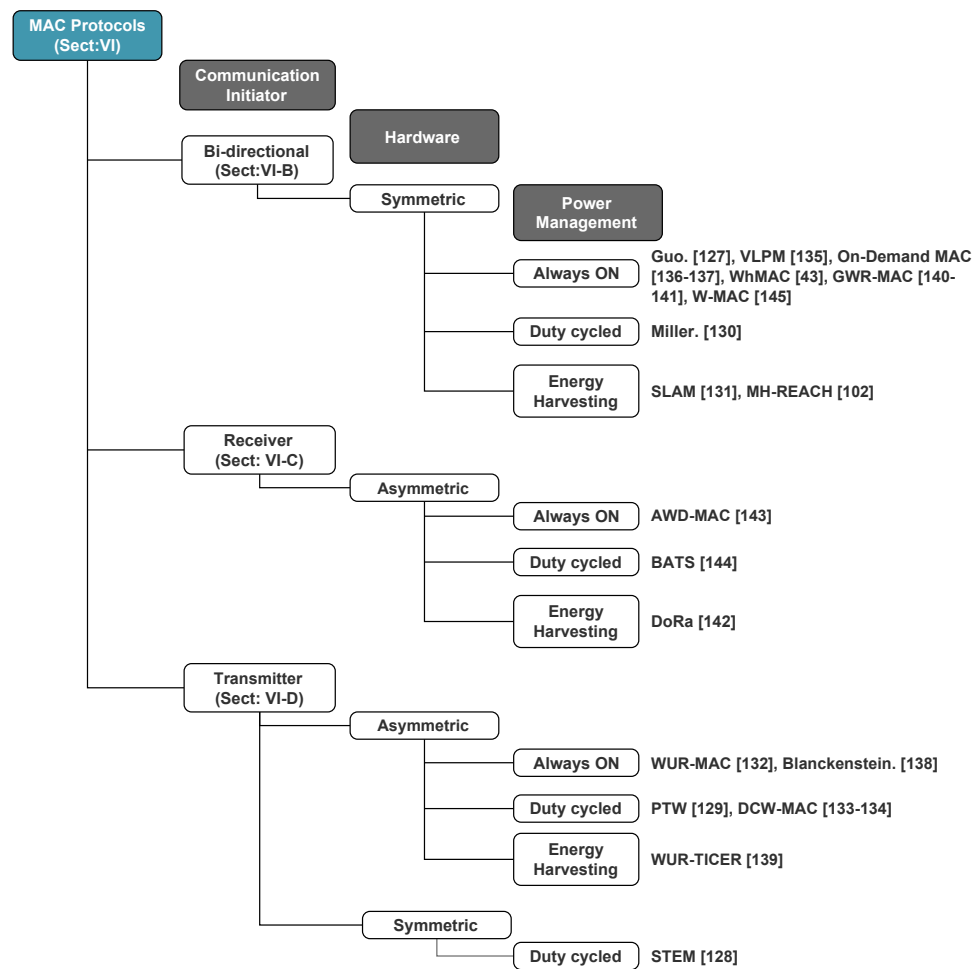 MAC Protocols
(Sect:VI)
Communication
Initiator
Hardware
Bi-directional
(Sect:VI-B)
Symmetric
Power
Management
Always ON
Guo. [127], VLPM [135], On-Demand MAC
[136-137], WhMAC [43], GWR-MAC [140-
141], W-MAC [145]
Duty cycled
Miller. [130]
Energy
Harvesting
SLAM [131], MH-REACH [102]
Receiver
(Sect: VI-C)
Asymmetric
Always ON
AWD-MAC [143]
Duty cycled
BATS [144]
Energy
Harvesting
DoRa [142]
Transmitter
(Sect: VI-D)
Asymmetric
Always ON
WUR-MAC [132], Blanckenstein. [138]
Duty cycled
PTW [129], DCW-MAC [133-134]
Energy
Harvesting
WUR-TICER [139]
Symmetric
Duty cycled
STEM [128]